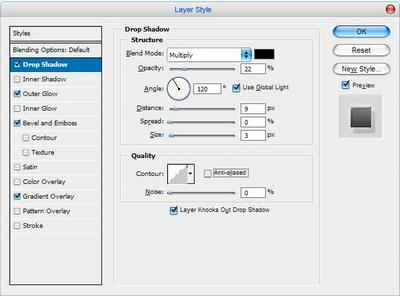 Layer Style
Styles
Blending Options: Default
Drop Shadow
Inner Shadow
Outer Glow
Inner Glow
Bevel and Emboss
Contour
Texture
Satin
Color Overlay
Gradient Overlay
Pattern Overlay
Stroke
Drop Shadow
Structure
Blend Mode: Multiply
Opacity: 22 %
Angle: 120 ° Use Global Light
Distance: 9 px
Spread: 0 %
Size: 3 px
Quality
Contour: Anti-aliased
Noise: 0 %
Layer Knocks Out Drop Shadow
OK
Reset
New Style...
Preview